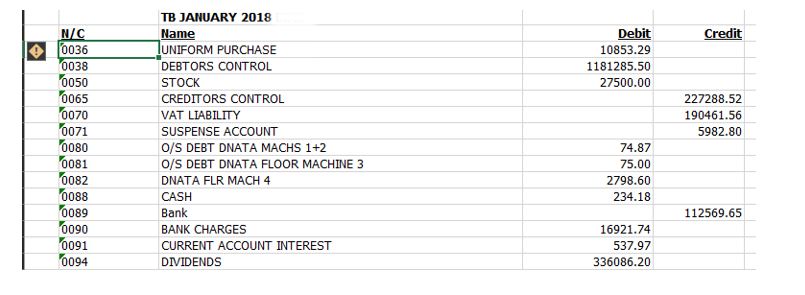 TB JANUARY 2018
N/C Name Debit Credit
0036 UNIFORM PURCHASE 10853.29
0038 DEBTORS CONTROL 1181285.50
0050 STOCK 27500.00
0065 CREDITORS CONTROL 227288.52
0070 VAT LIABILITY 190461.56
0071 SUSPENSE ACCOUNT 5982.80
0080 O/S DEBT DNATA MACHS 1+2 74.87
0081 O/S DEBT DNATA FLOOR MACHINE 3 75.00
0082 DNATA FLR MACH 4 2798.60
0088 CASH 234.18
0089 Bank 112569.65
0090 BANK CHARGES 16921.74
0091 CURRENT ACCOUNT INTEREST 537.97
0094 DIVIDENDS 336086.20